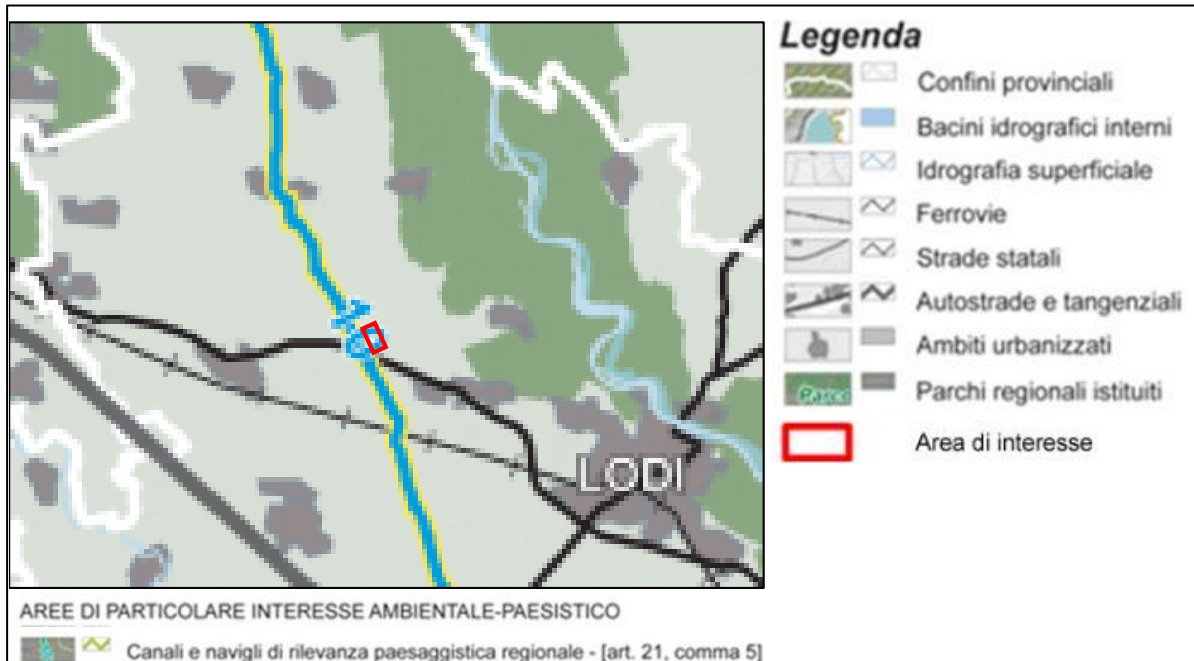 Legenda
Confini provinciali
Bacini idrografici interni
Idrografia superficiale
Ferrovie
Strade statali
Autostrade e tangenziali
Ambiti urbanizzati
Parchi
Parchi regionali istituiti
Area di interesse
LODI
AREE DI PARTICOLARE INTERESSE AMBIENTALE-PAESISTICO
Canali e navigli di rilevanza paesaggistica regionale - [art. 21, comma 5]